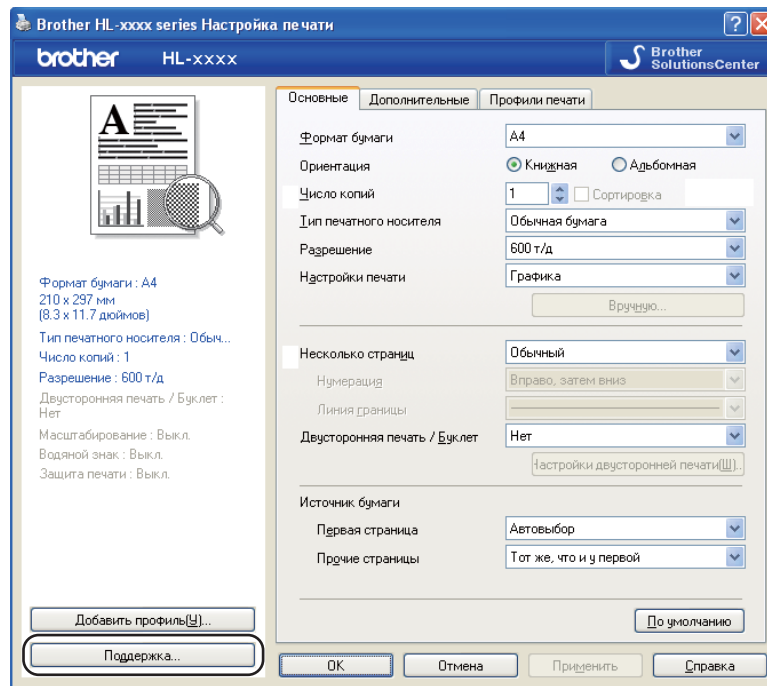 Brother HL-xxxx series Настройка печати
brother HL-xxxx
Brother
SolutionsCenter
A
Формат бумаги : A4
210 x 297 мм
(8.3 x 11.7 дюймов)
Тип печатного носителя : Обыч...
Число копий : 1
Разрешение : 600 т/д
Двусторонняя печать / Буклет :
Нет
Масштабирование : Выкл.
Водяной знак : Выкл.
Защита печати : Выкл.
Добавить профиль(У)...
Поддержка...
Основные Дополнительные Профили печати
Формат бумаги A4
Ориентация Книжная Альбомная
Число копий 1 Сортировка
Тип печатного носителя Обычная бумага
Разрешение 600 т/д
Настройки печати Графика
Вручную...
Несколько страниц Обычный
Нумерация Вправо, затем вниз
Линия границы
Двусторонняя печать / Буклет Нет
Настройки двусторонней печати(Ш)...
Источник бумаги
Первая страница Автовыбор
Прочие страницы Тот же, что и у первой
По умолчанию
OK Отмена Применить Справка